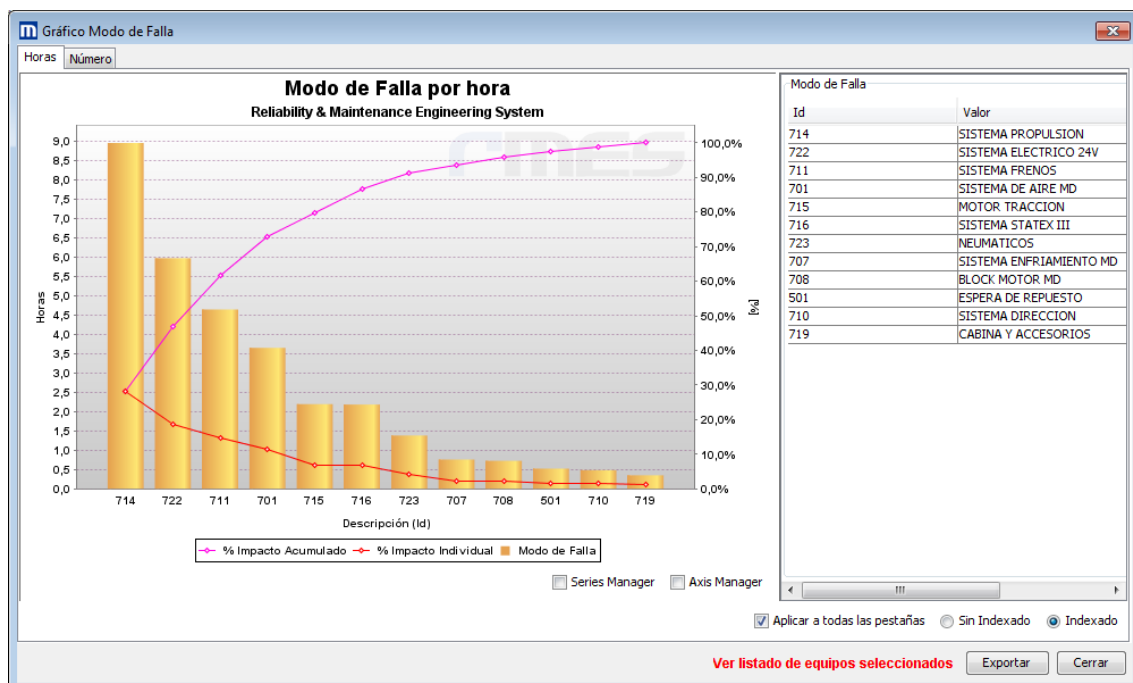 Gráfico Modo de Falla
Horas Número
Modo de Falla por hora
Reliability & Maintenance Engineering System
rmes
Horas
9,0
8,5
8,0
7,5
7,0
6,5
6,0
5,5
5,0
4,5
4,0
3,5
3,0
2,5
2,0
1,5
1,0
0,5
0,0
100,0%
90,0%
80,0%
70,0%
60,0%
50,0%
40,0%
30,0%
20,0%
10,0%
0,0%
[%]
714 722 711 701 715 716 723 707 708 501 710 719
Descripción (Id)
% Impacto Acumulado % Impacto Individual Modo de Falla
Series Manager Axis Manager
Modo de Falla
Id Valor
714 SISTEMA PROPULSION
722 SISTEMA ELECTRICO 24V
711 SISTEMA FRENOS
701 SISTEMA DE AIRE MD
715 MOTOR TRACCION
716 SISTEMA STATEX III
723 NEUMATICOS
707 SISTEMA ENFRIAMIENTO MD
708 BLOCK MOTOR MD
501 ESPERA DE REPUESTO
710 SISTEMA DIRECCION
719 CABINA Y ACCESORIOS
Aplicar a todas las pestañas Sin Indexado Indexado
Ver listado de equipos seleccionados Exportar Cerrar